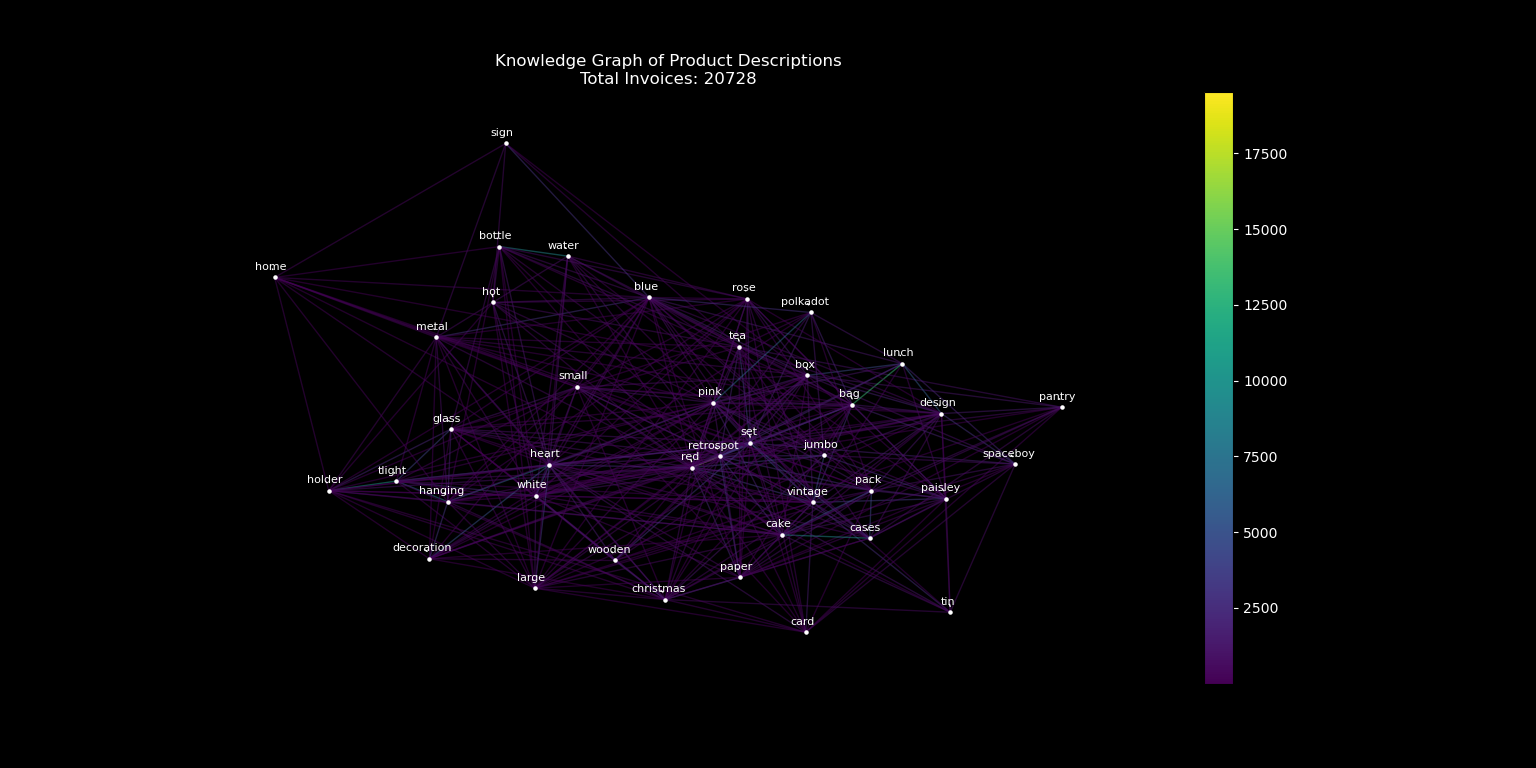 Knowledge Graph of Product Descriptions
Total Invoices: 20728
sign
bottle
water
home
hot
blue
rose
polkadot
metal
tea
lunch
small
box
pink
bag
design
pantry
glass
set
retrospot
jumbo
red
heart
spaceboy
tlight
holder
hanging
white
pack
vintage
paisley
cake
cases
decoration
wooden
large
christmas
paper
tin
card
17500
15000
12500
10000
7500
5000
2500